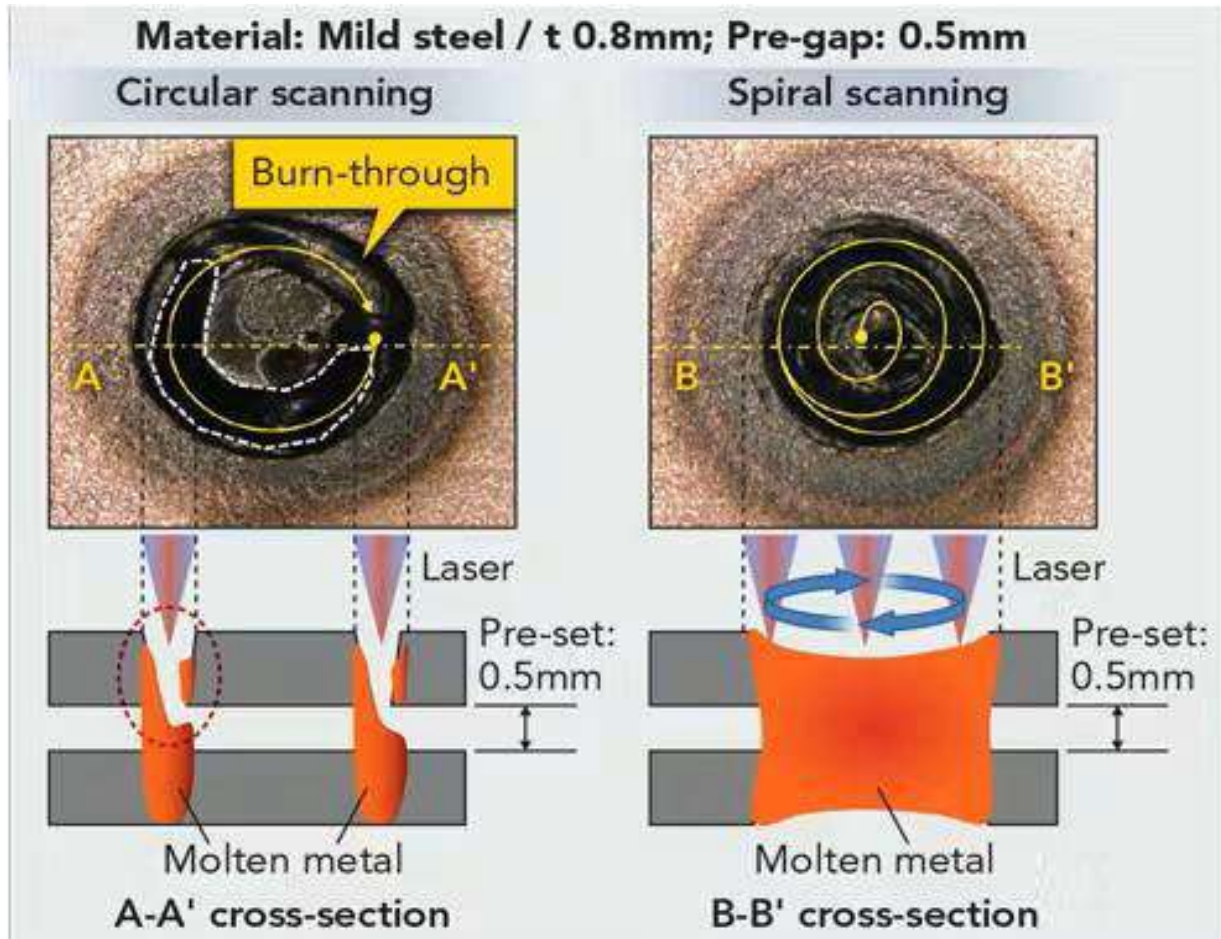 Material: Mild steel / t 0.8mm; Pre-gap: 0.5mm
Circular scanning
Spiral scanning
Burn-through
A
A'
B
B'
Laser
Laser
Pre-set:
0.5mm
Pre-set:
0.5mm
Molten metal
Molten metal
A-A' cross-section
B-B' cross-section